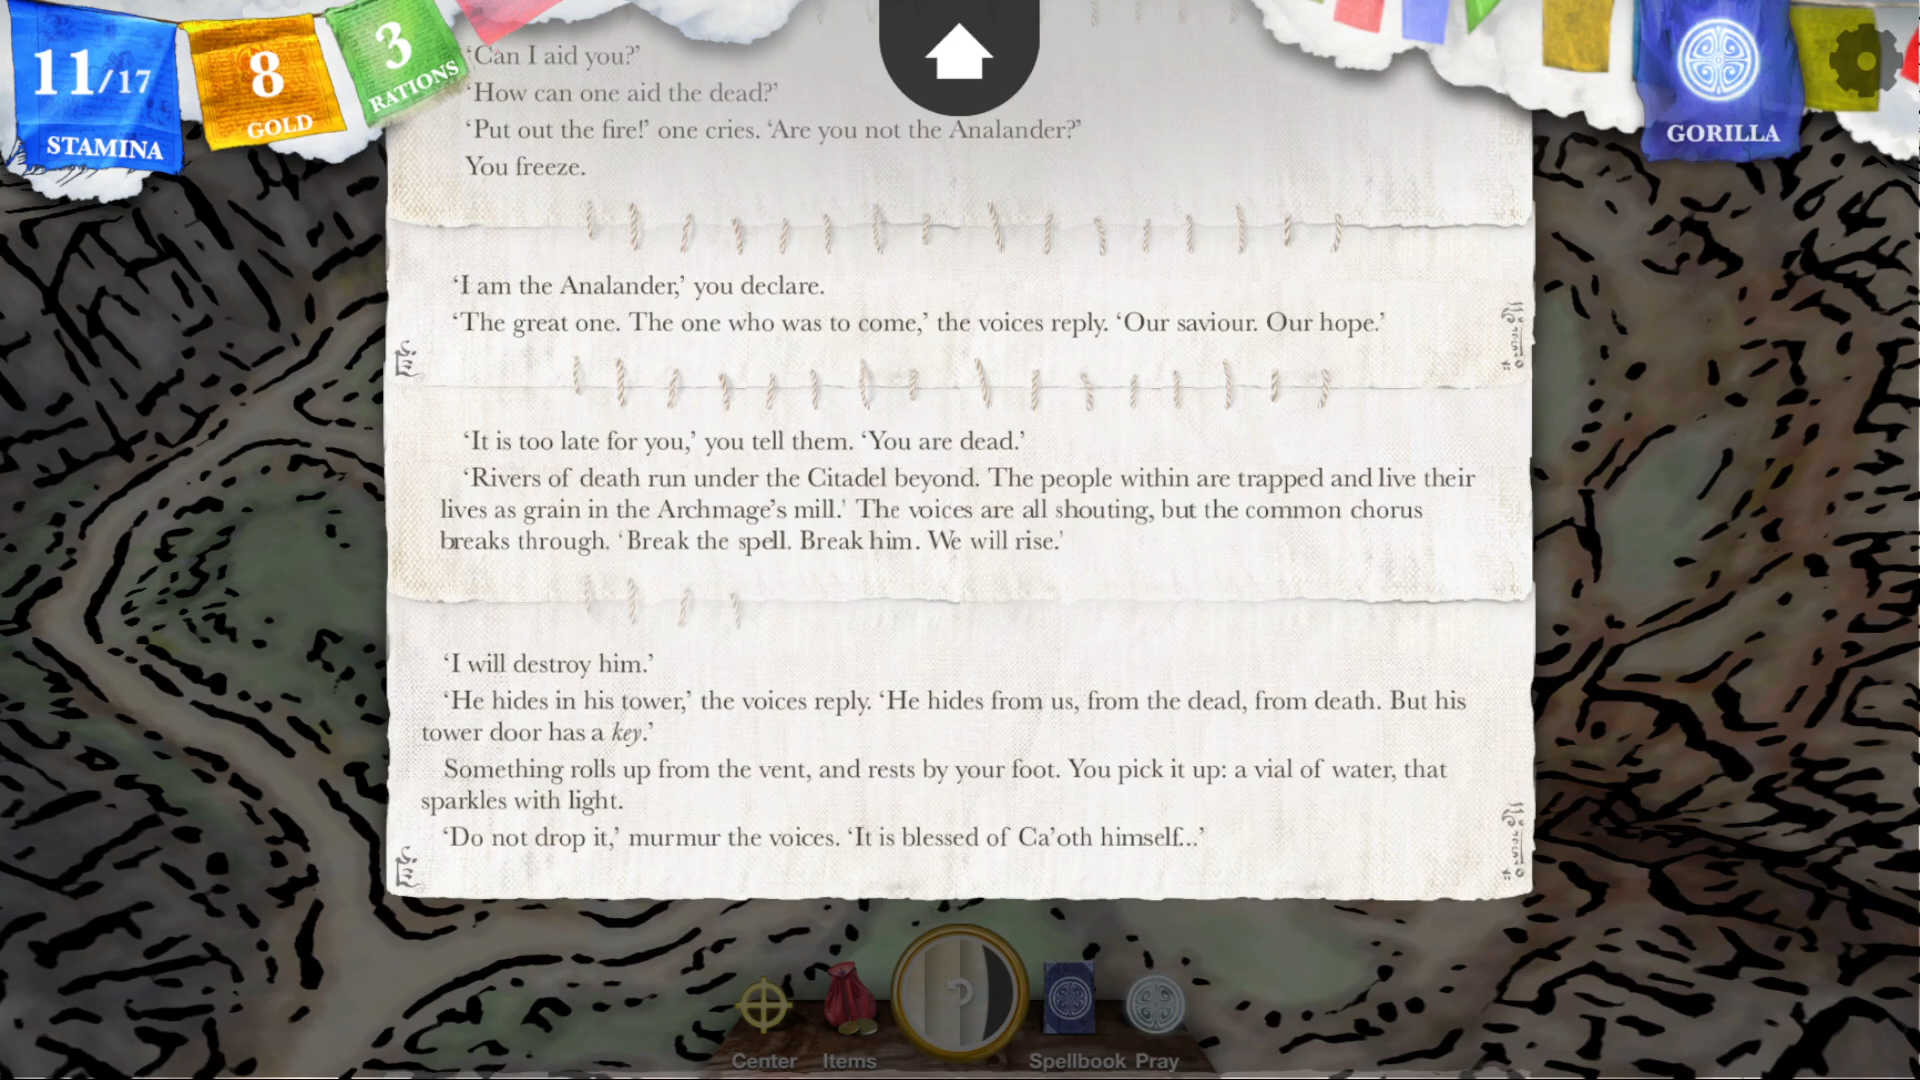 11/17
STAMINA
8
GOLD
3
RATIONS
GORILLA
‘Can I aid you?’
‘How can one aid the dead?’
‘Put out the fire!’ one cries. ‘Are you not the Analander?’
You freeze.
‘I am the Analander,’ you declare.
‘The great one. The one who was to come,’ the voices reply. ‘Our saviour. Our hope.’
‘It is too late for you,’ you tell them. ‘You are dead.’
‘Rivers of death run under the Citadel beyond. The people within are trapped and live their
lives as grain in the Archmage’s mill.’ The voices are all shouting, but the common chorus
breaks through. ‘Break the spell. Break him. We will rise.’
‘I will destroy him.’
‘He hides in his tower,’ the voices reply. ‘He hides from us, from the dead, from death. But his
tower door has a key.’
Something rolls up from the vent, and rests by your foot. You pick it up: a vial of water, that
sparkles with light.
‘Do not drop it,’ murmur the voices. ‘It is blessed of Ca’oth himself...’
Center Items Spellbook Pray